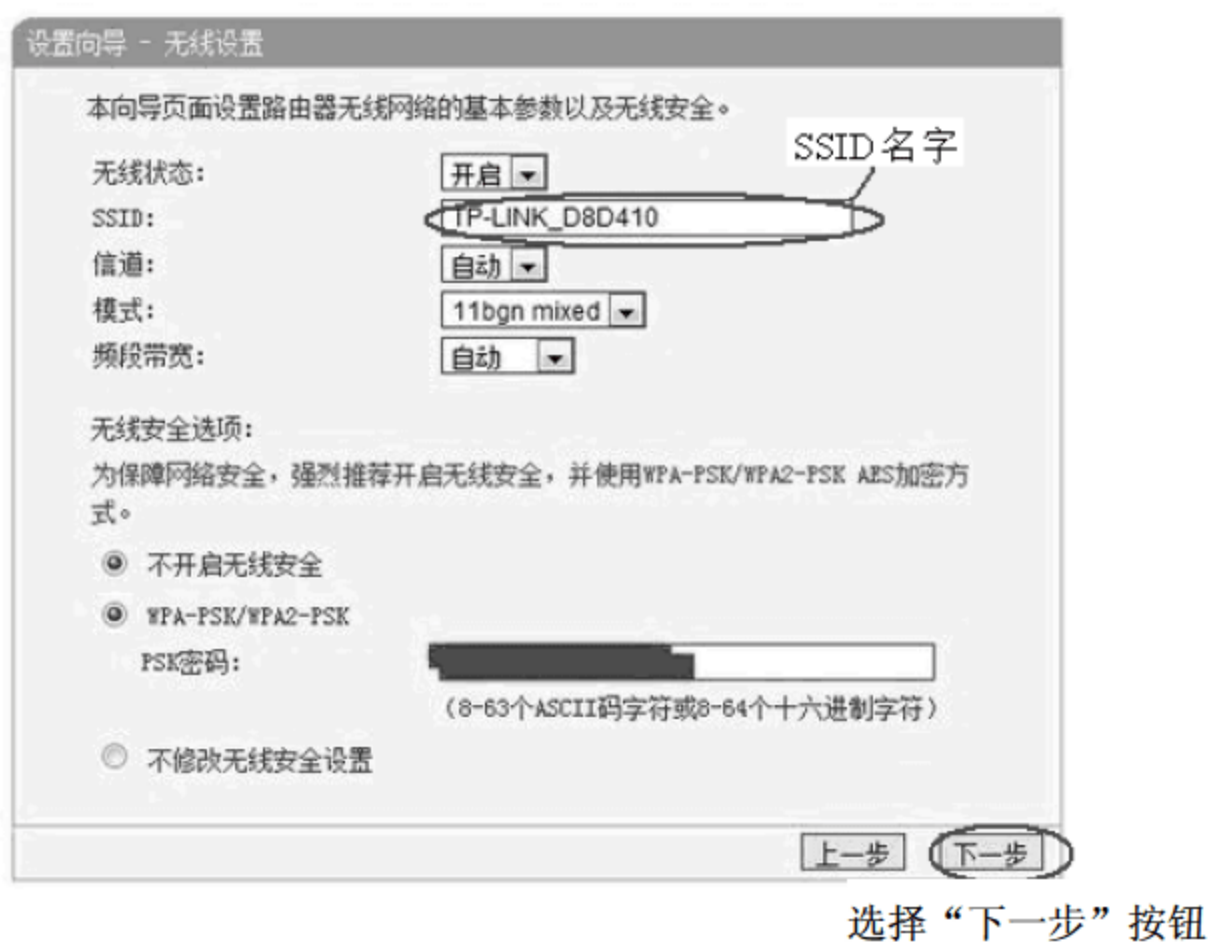 设置向导 - 无线设置
本向导页面设置路由器无线网络的基本参数以及无线安全。
SSID名字
无线状态: 开启
SSID: TP-LINK_D8D410
信道: 自动
模式: 11bgn mixed
频段带宽: 自动
无线安全选项:
为保障网络安全，强烈推荐开启无线安全，并使用WPA-PSK/WPA2-PSK AES加密方
式。
不开启无线安全
WPA-PSK/WPA2-PSK
PSK密码:
(8-63个ASCII码字符或8-64个十六进制字符)
不修改无线安全设置
上一步 下一步
选择“下一步”按钮